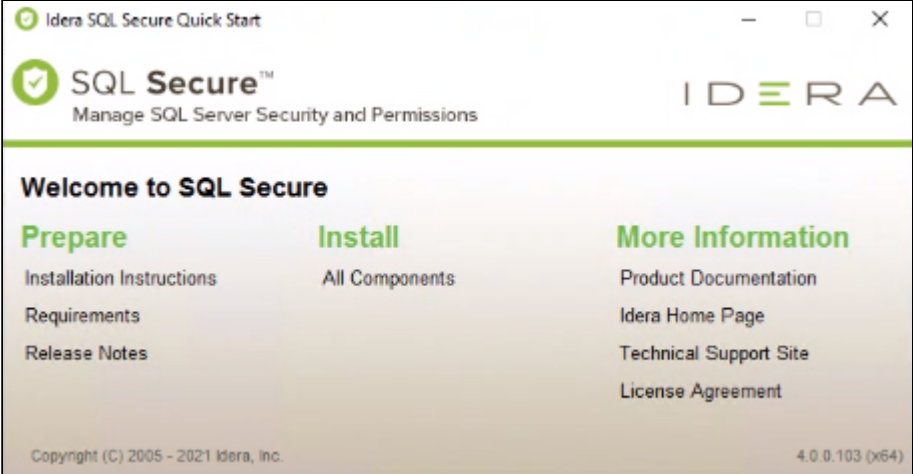 Idera SQL Secure Quick Start
SQL Secure™
Manage SQL Server Security and Permissions
IDERA
Welcome to SQL Secure
Prepare
Installation Instructions
Requirements
Release Notes
Install
All Components
More Information
Product Documentation
Idera Home Page
Technical Support Site
License Agreement
Copyright (C) 2005 - 2021 Idera, Inc.
4.0.0.103 (x64)